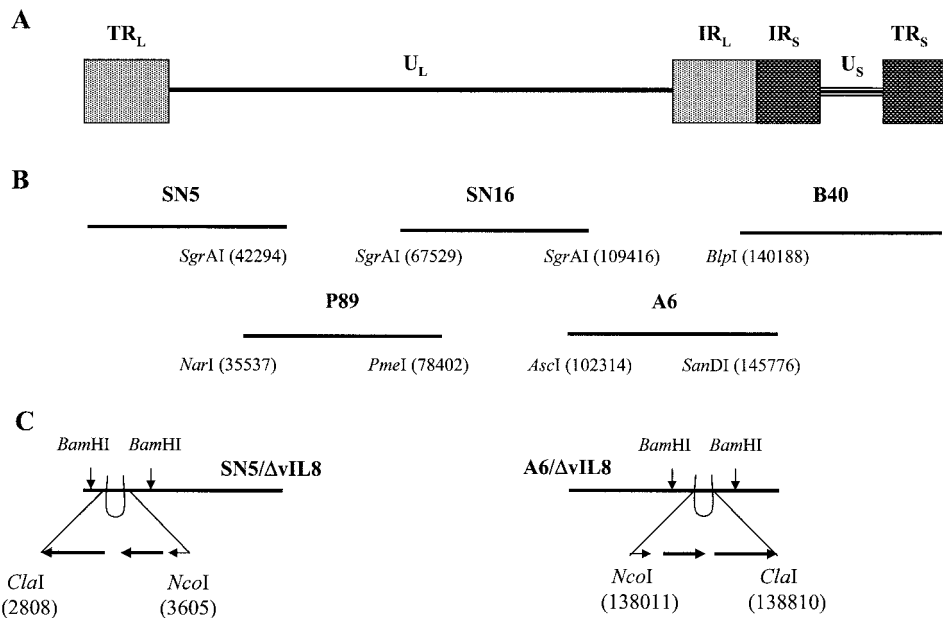 A
TR_L U_L IR_L IR_S U_S TR_S
B
SN5 SN16 B40
SgrAI (42294) SgrAI (67529) SgrAI (109416) BlpI (140188)
P89 A6
NarI (35537) PmeI (78402) AscI (102314) SanDI (145776)
C
BamHI BamHI SN5/ΔvIL8 A6/ΔvIL8 BamHI BamHI
ClaI NcoI NcoI ClaI
(2808) (3605) (138011) (138810)